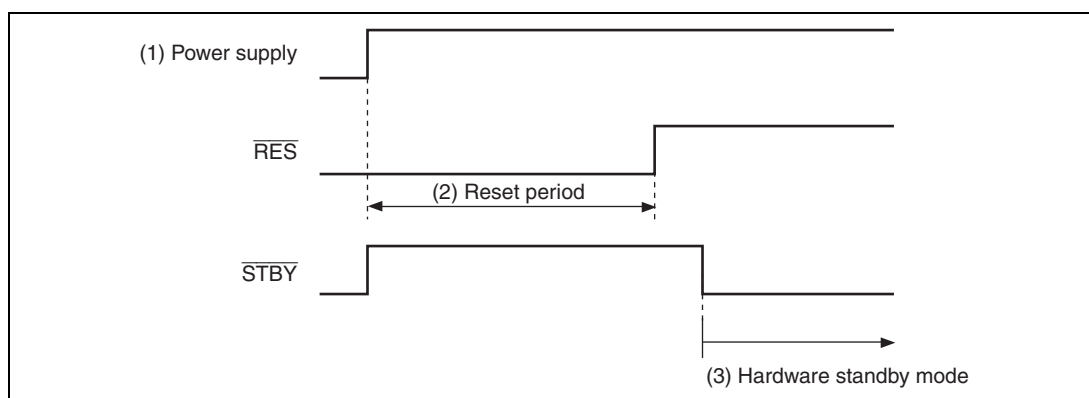 (1) Power supply
RES
(2) Reset period
STBY
(3) Hardware standby mode